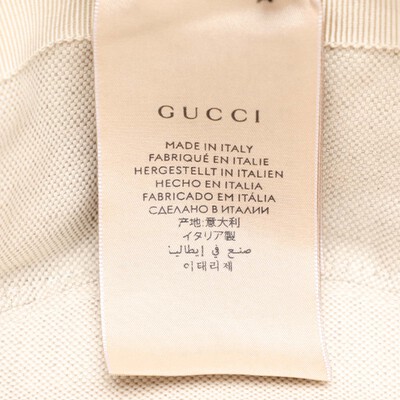 GUCCI
MADE IN ITALY
FABRIQUÉ EN ITALIE
HERGESTELLT IN ITALIEN
HECHO EN ITALIA
FABRICADO EM ITÁLIA
СДЕЛАНО В ИТАЛИИ
产地:意大利
イタリア製
صنع في إيطاليا
이태리제